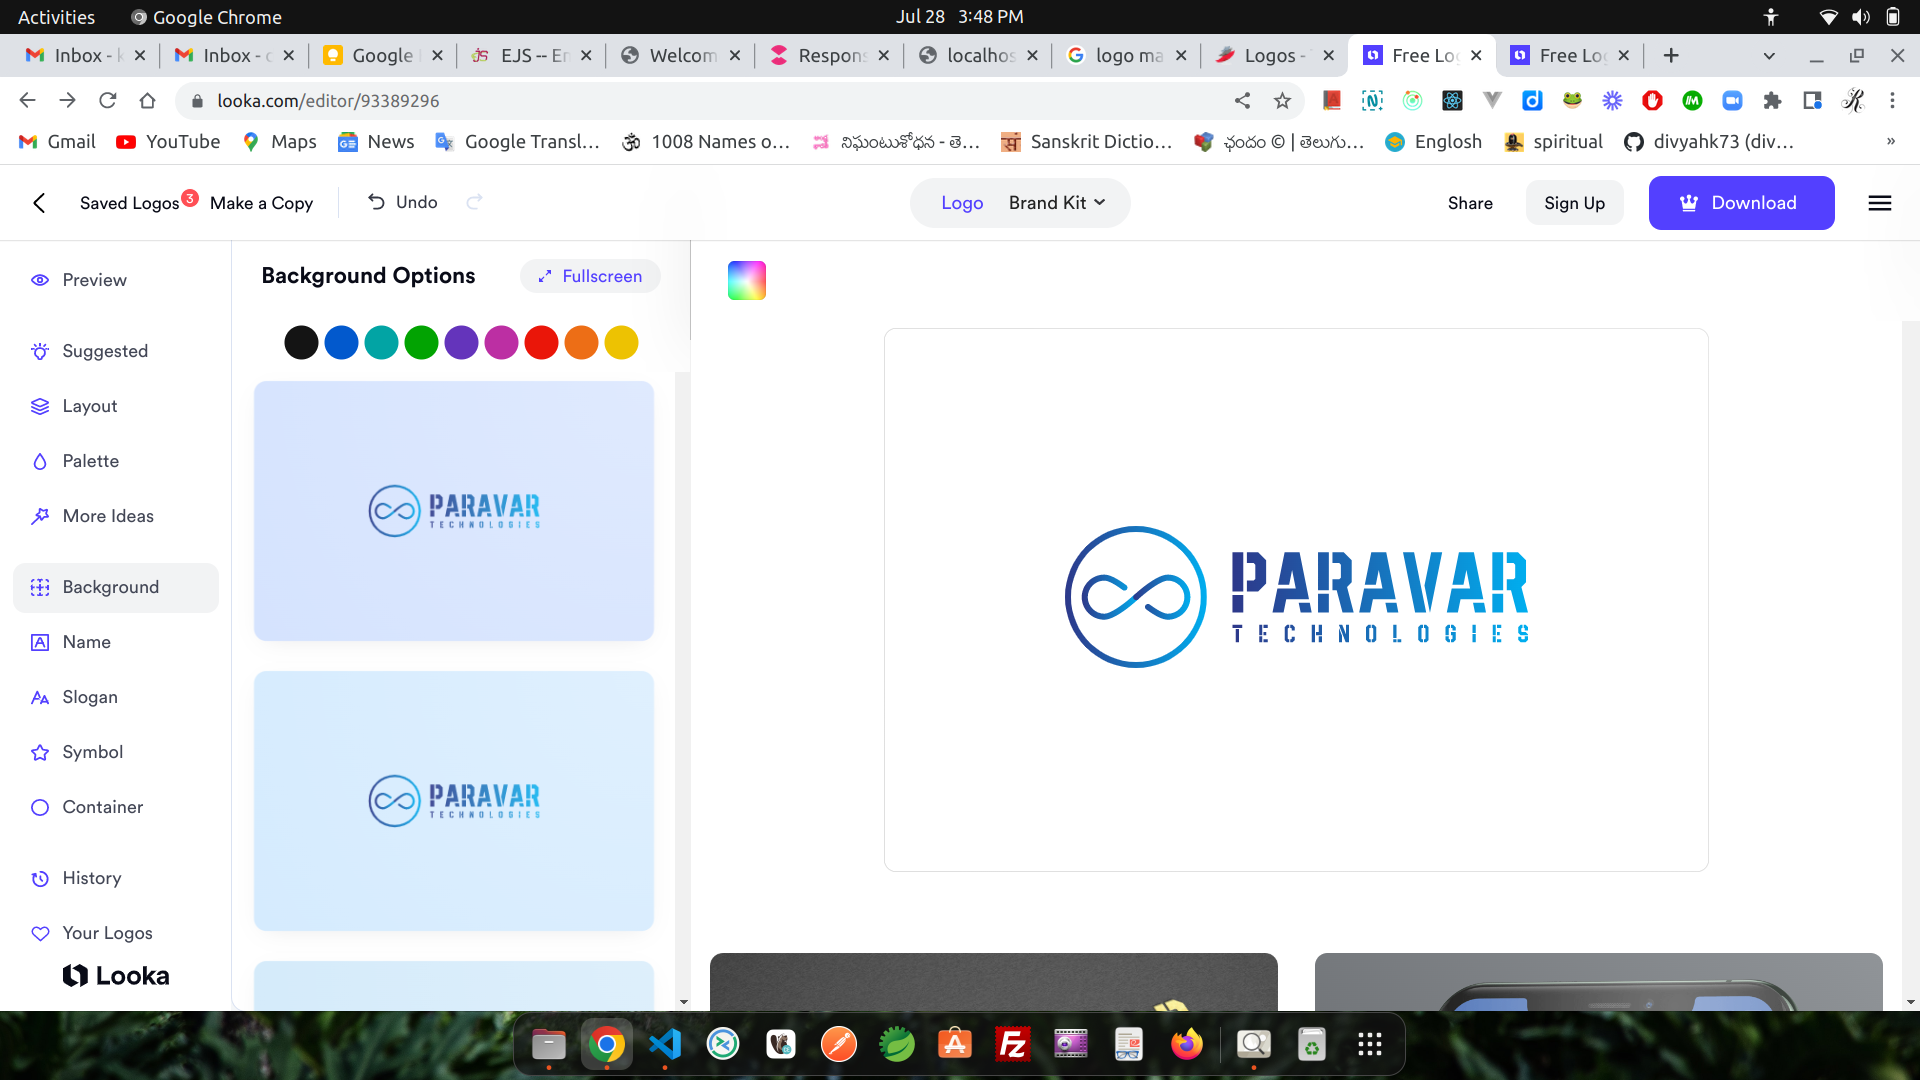 Activities Google Chrome Jul 28 3:48 PM
Inbox - Inbox - Google EJS -- En Welcom Respons localhos logo ma Logos - Free Lo Free Lo
looka.com/editor/93389296
Gmail YouTube Maps News Google Transl... 1008 Names o... నిఘంటుశోధన - తె... Sanskrit Dictio... ఛందం © | తెలుగు... Englosh spiritual divyahk73 (div... »
Saved Logos 3 Make a Copy Undo Logo Brand Kit Share Sign Up Download
Preview
Suggested
Layout
Palette
More Ideas
Background
Name
Slogan
Symbol
Container
History
Your Logos
Looka
Background Options Fullscreen
PARAVAR
TECHNOLOGIES
PARAVAR
TECHNOLOGIES
PARAVAR
TECHNOLOGIES